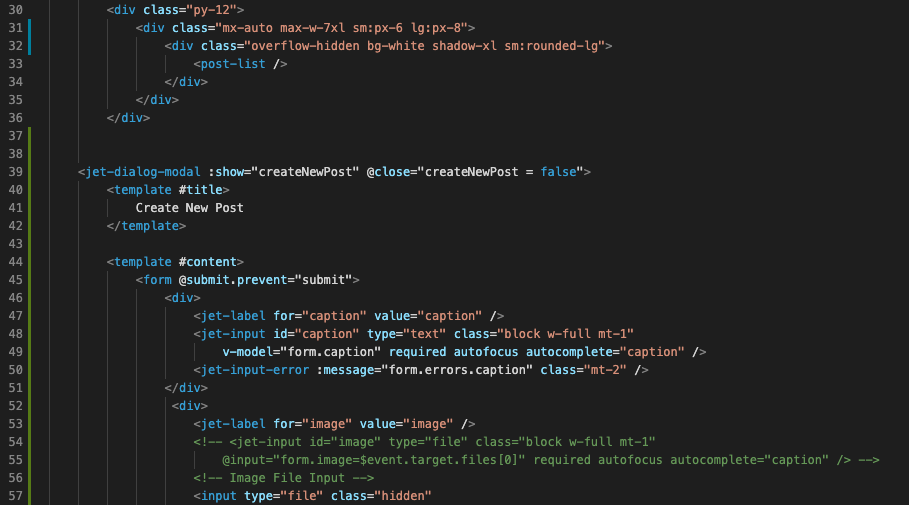 30 <div class="py-12">
31 <div class="mx-auto max-w-7xl sm:px-6 lg:px-8">
32 <div class="overflow-hidden bg-white shadow-xl sm:rounded-lg">
33 <post-list />
34 </div>
35 </div>
36 </div>
37
38
39 <jet-dialog-modal :show="createNewPost" @close="createNewPost = false">
40 <template #title>
41 Create New Post
42 </template>
43
44 <template #content>
45 <form @submit.prevent="submit">
46 <div>
47 <jet-label for="caption" value="caption" />
48 <jet-input id="caption" type="text" class="block w-full mt-1"
49 v-model="form.caption" required autofocus autocomplete="caption" />
50 <jet-input-error :message="form.errors.caption" class="mt-2" />
51 </div>
52 <div>
53 <jet-label for="image" value="image" />
54 <!-- <jet-input id="image" type="file" class="block w-full mt-1"
55 @input="form.image=$event.target.files[0]" required autofocus autocomplete="caption" /> -->
56 <!-- Image File Input -->
57 <input type="file" class="hidden"